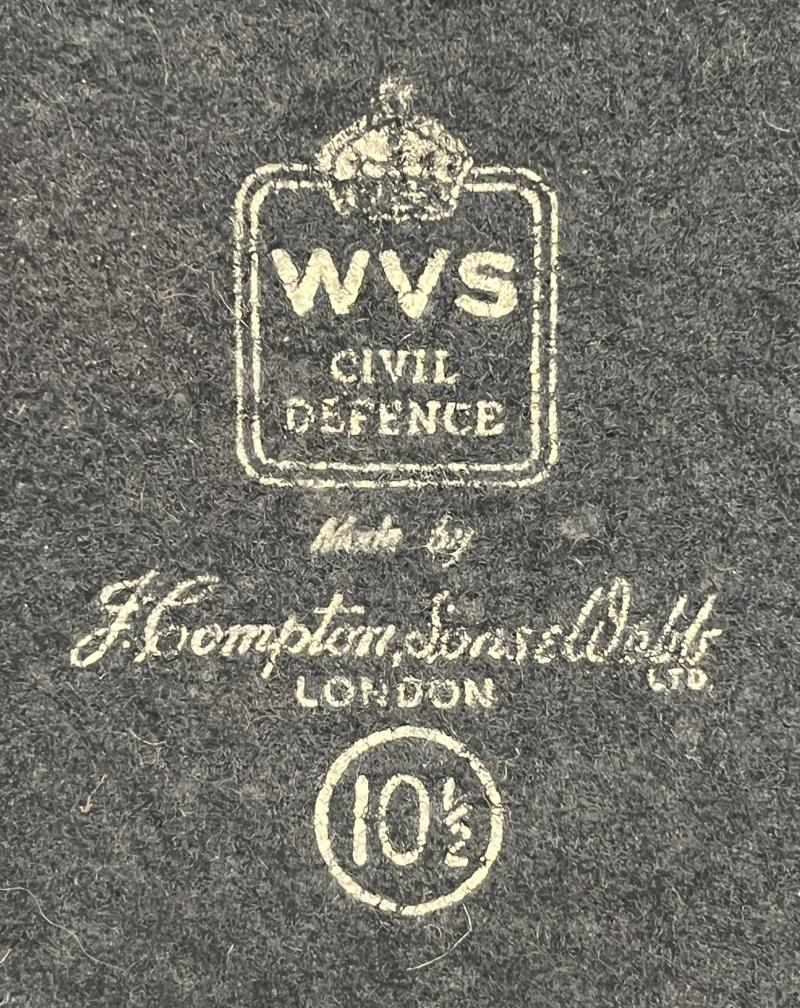 WVS
CIVIL
DEFENCE
Made by
J. Compton, Sons & Webb
LTD.
LONDON
10½